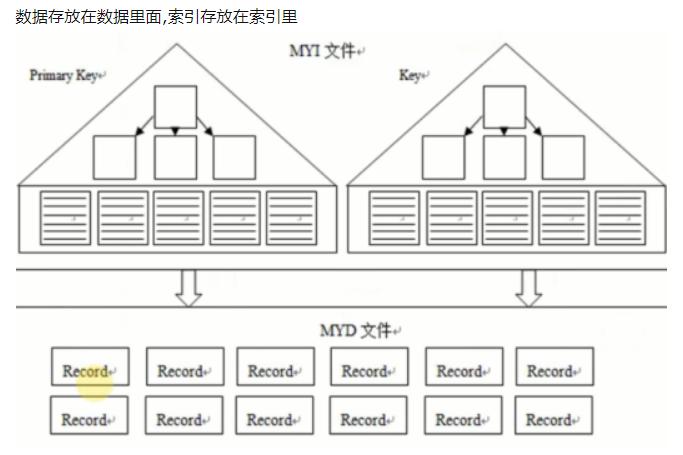 数据存放在数据里面,索引存放在索引里
MYI 文件
Primary Key
Key
MYD 文件
Record Record Record Record Record Record
Record Record Record Record Record Record